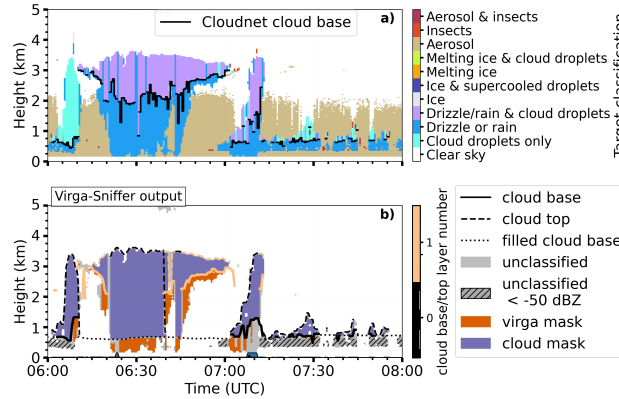 Cloudnet cloud base
a)
Height (km)
5
4
3
2
1
0
Aerosol & insects
Insects
Aerosol
Melting ice & cloud droplets
Melting ice
Ice & supercooled droplets
Ice
Drizzle/rain & cloud droplets
Drizzle or rain
Cloud droplets only
Clear sky
Target classification
Virga-Sniffer output
b)
Height (km)
5
4
3
2
1
0
06:00
06:30
07:00
07:30
08:00
Time (UTC)
1
0
cloud base/top layer number
cloud base
cloud top
filled cloud base
unclassified
unclassified
< -50 dBZ
virga mask
cloud mask